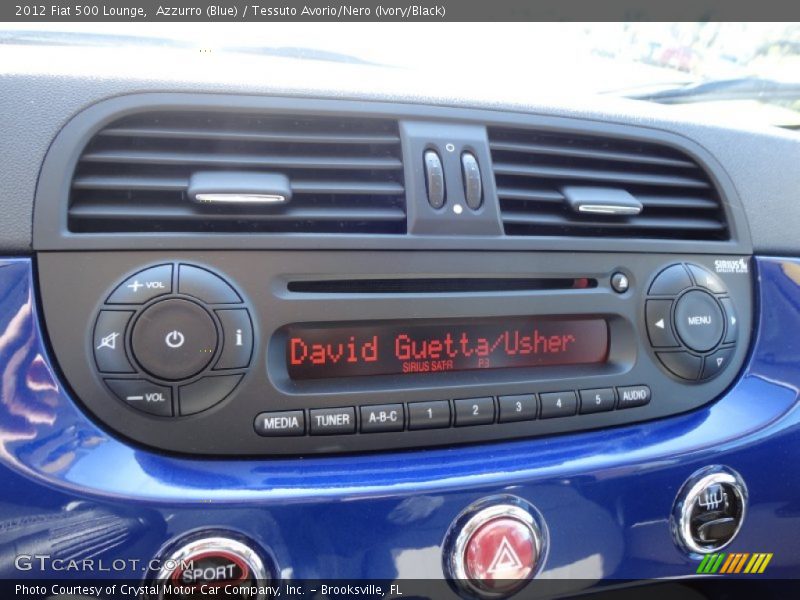 2012 Fiat 500 Lounge,  Azzurro (Blue) / Tessuto Avorio/Nero (Ivory/Black)
SIRIUS
+ VOL
i
MENU
David Guetta/Usher
SIRIUS SAT R P3
- VOL
MEDIA TUNER A-B-C 1 2 3 4 5 AUDIO
SPORT
GTCARLOT.COM
Photo Courtesy of Crystal Motor Car Company, Inc. – Brooksville, FL